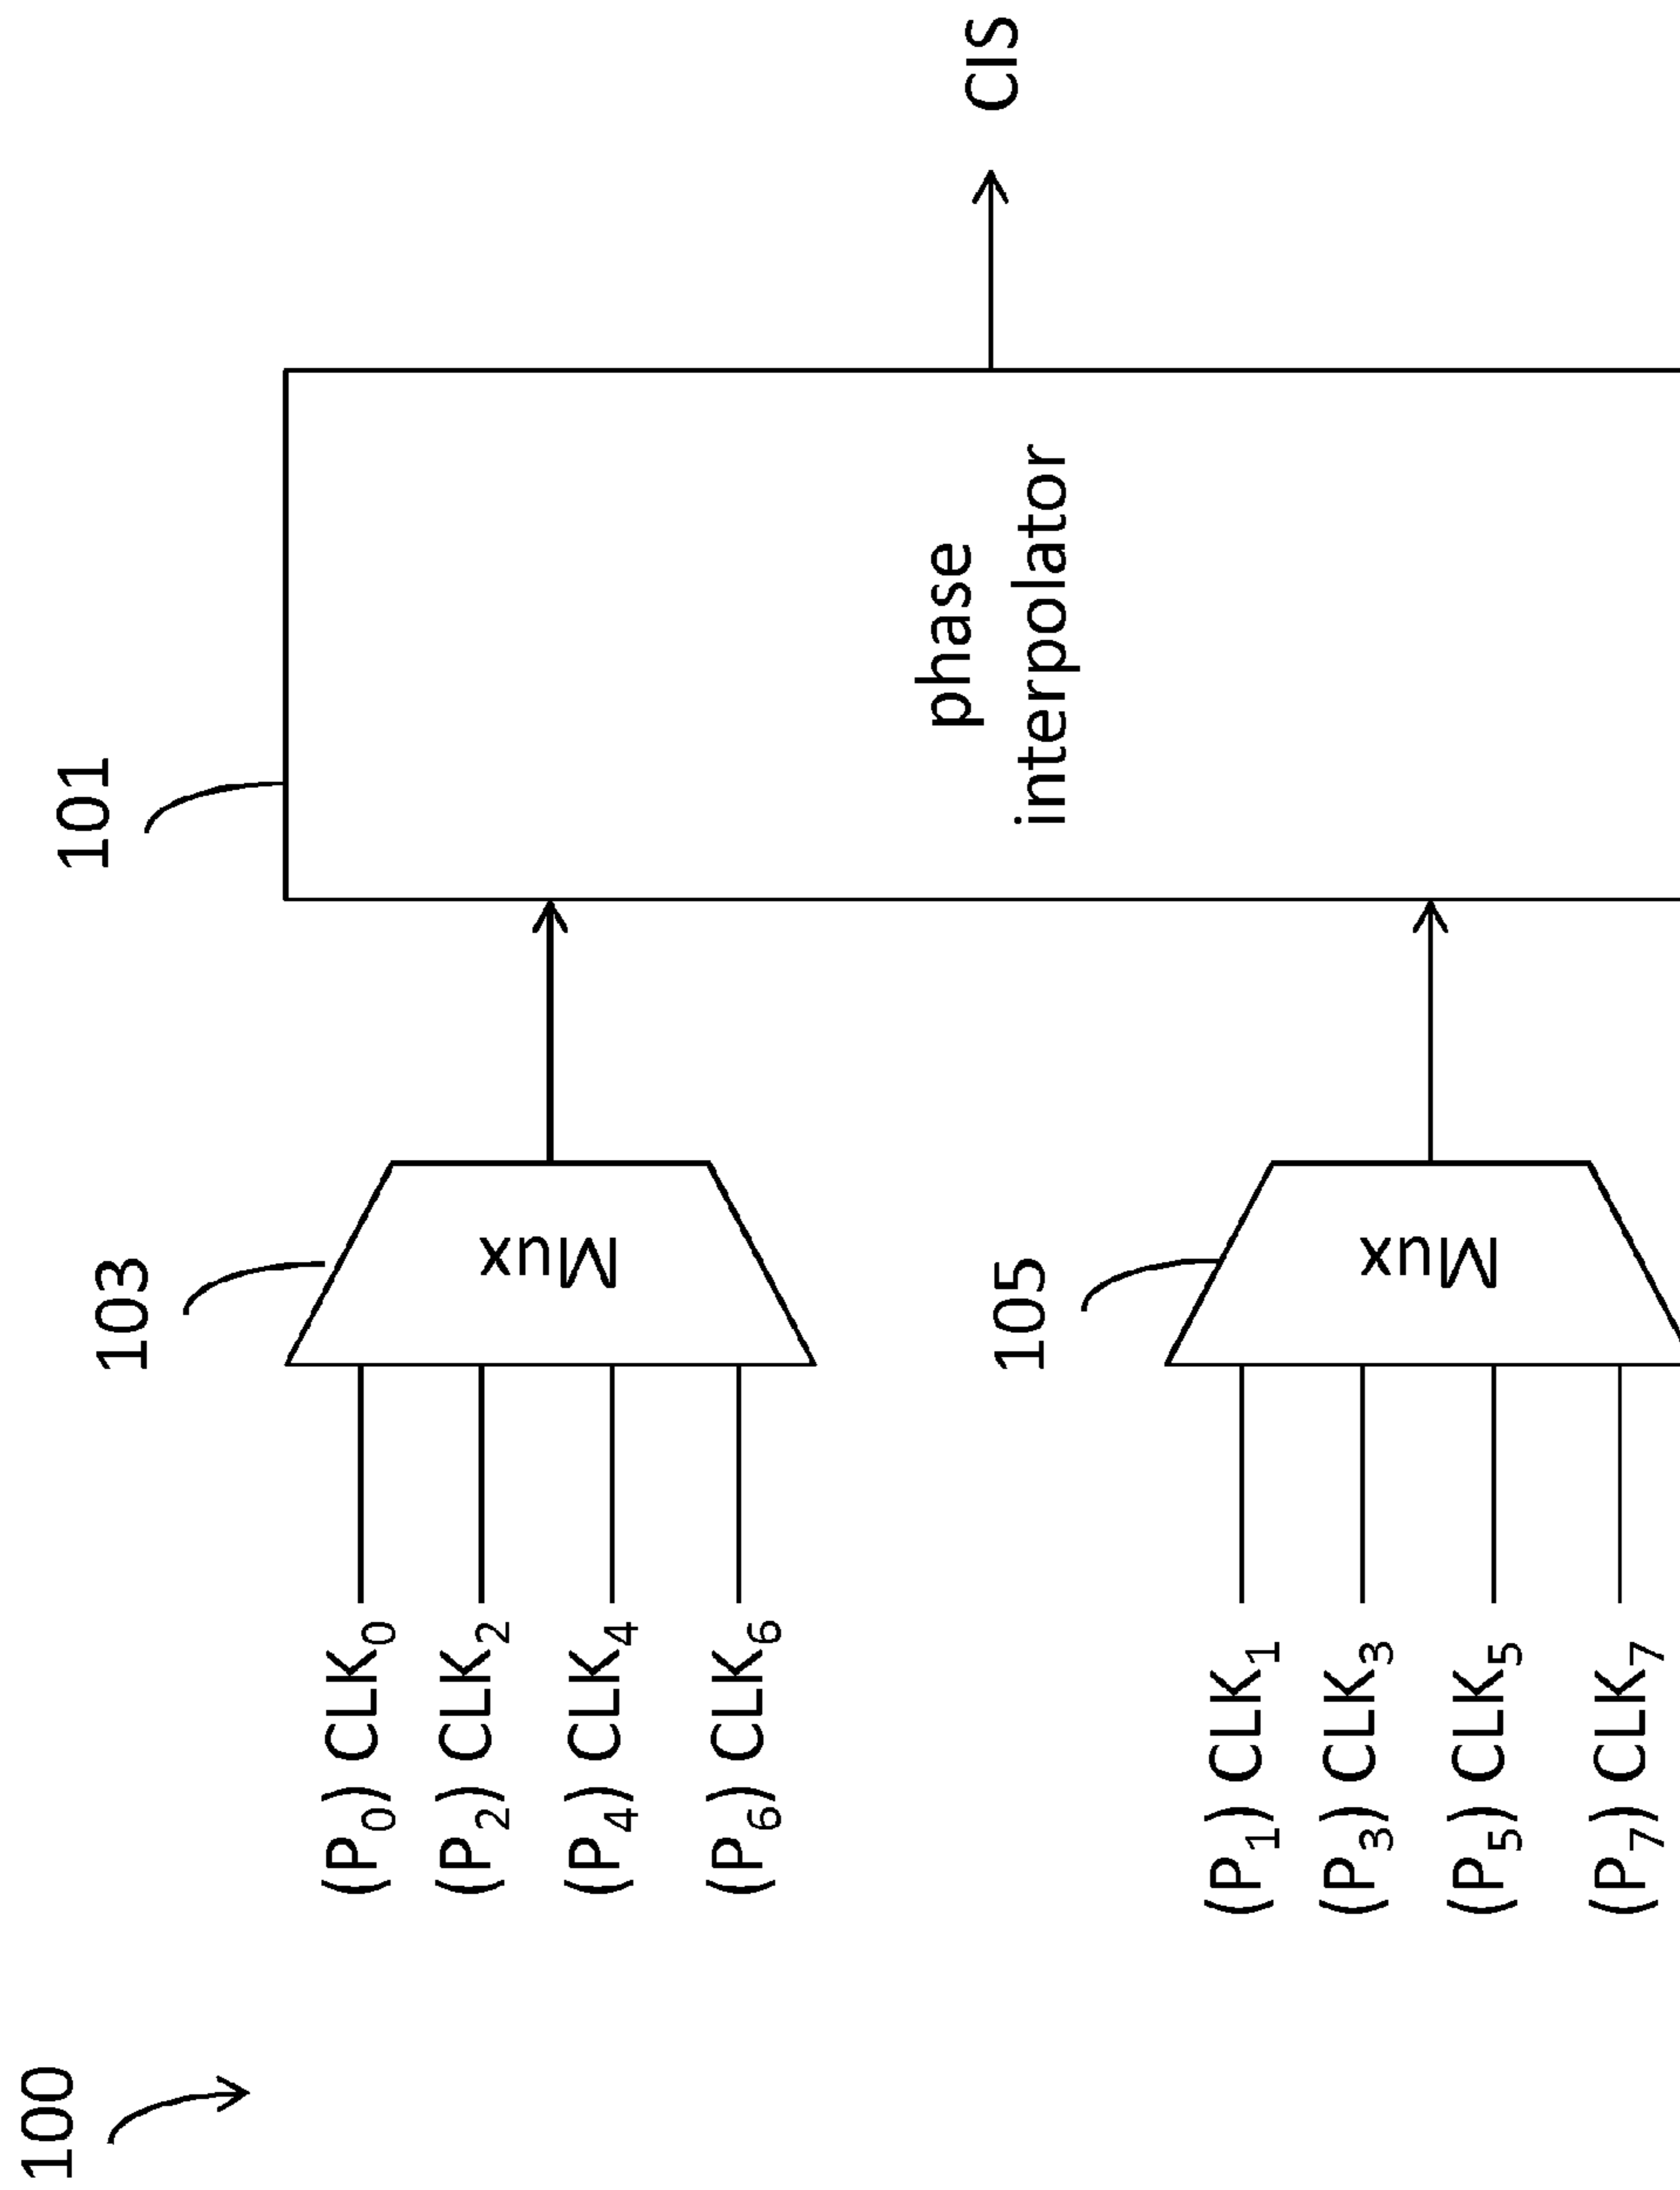 100
103
(P0) CLK0
(P2) CLK2
(P4) CLK4
(P6) CLK6
Mux
105
(P1) CLK1
(P3) CLK3
(P5) CLK5
(P7) CLK7
Mux
101
phase
interpolator
CIS